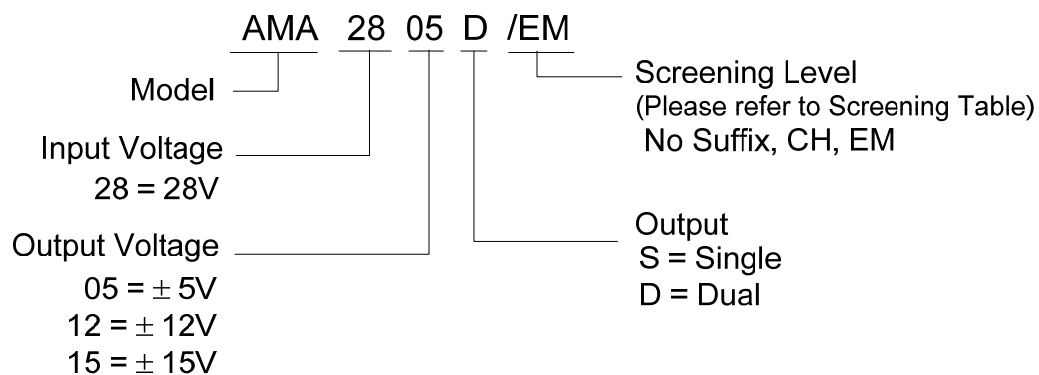 AMA 28 05 D /EM
Model
Input Voltage
28 = 28V
Output Voltage
05 = ± 5V
12 = ± 12V
15 = ± 15V
Screening Level
(Please refer to Screening Table)
No Suffix, CH, EM
Output
S = Single
D = Dual